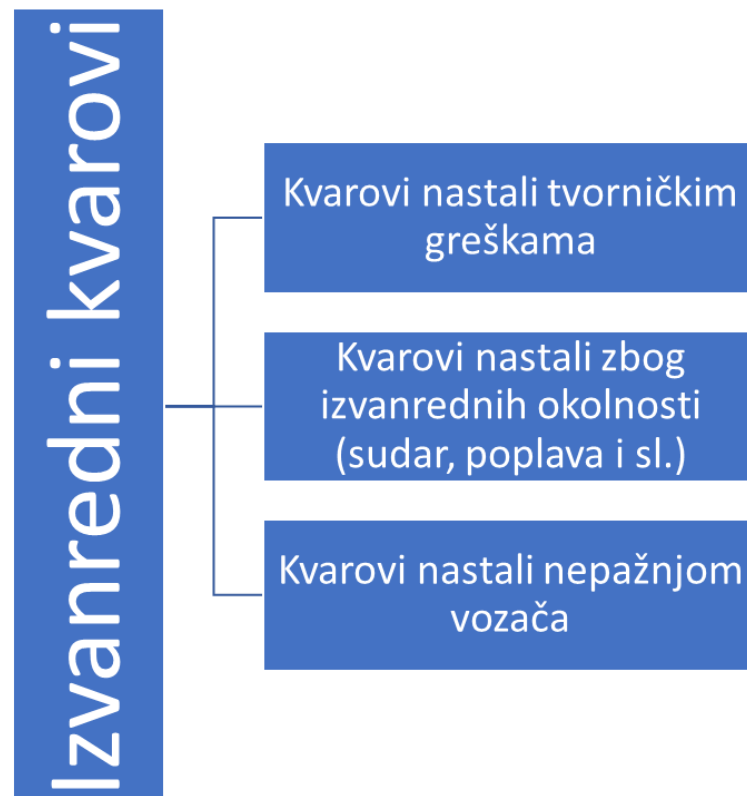 Izvanredni kvarovi
Kvarovi nastali tvorničkim
greškama
Kvarovi nastali zbog
izvanrednih okolnosti
(sudar, poplava i sl.)
Kvarovi nastali nepažnjom
vozača